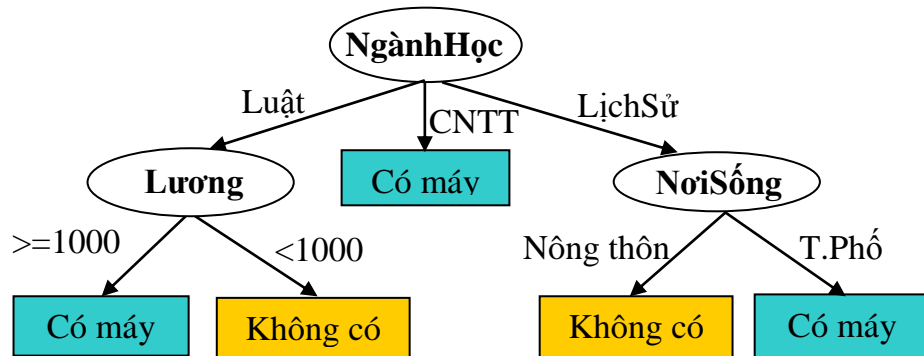 NgànhHọc
Luật
CNTT
LịchSử
Lương
Có máy
NơiSống
>=1000
<1000
Nông thôn
T.Phố
Có máy
Không có
Không có
Có máy